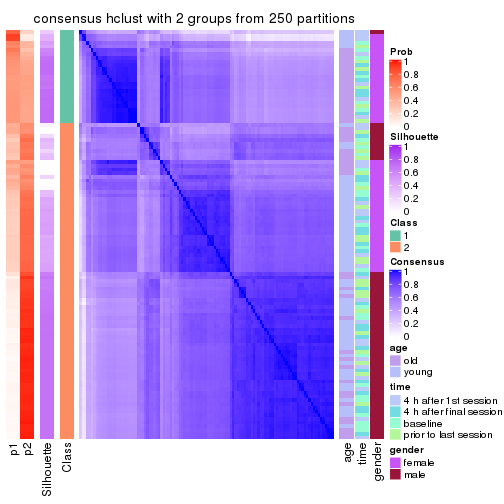 consensus hclust with 2 groups from 250 partitions
Prob
1
0.8
0.6
0.4
0.2
0
Silhouette
1
0.8
0.6
0.4
0.2
0
Class
1
2
Consensus
1
0.8
0.6
0.4
0.2
0
age
old
young
time
4 h after 1st session
4 h after final session
baseline
prior to last session
gender
female
male
p1
p2
Silhouette
Class
age
time
gender